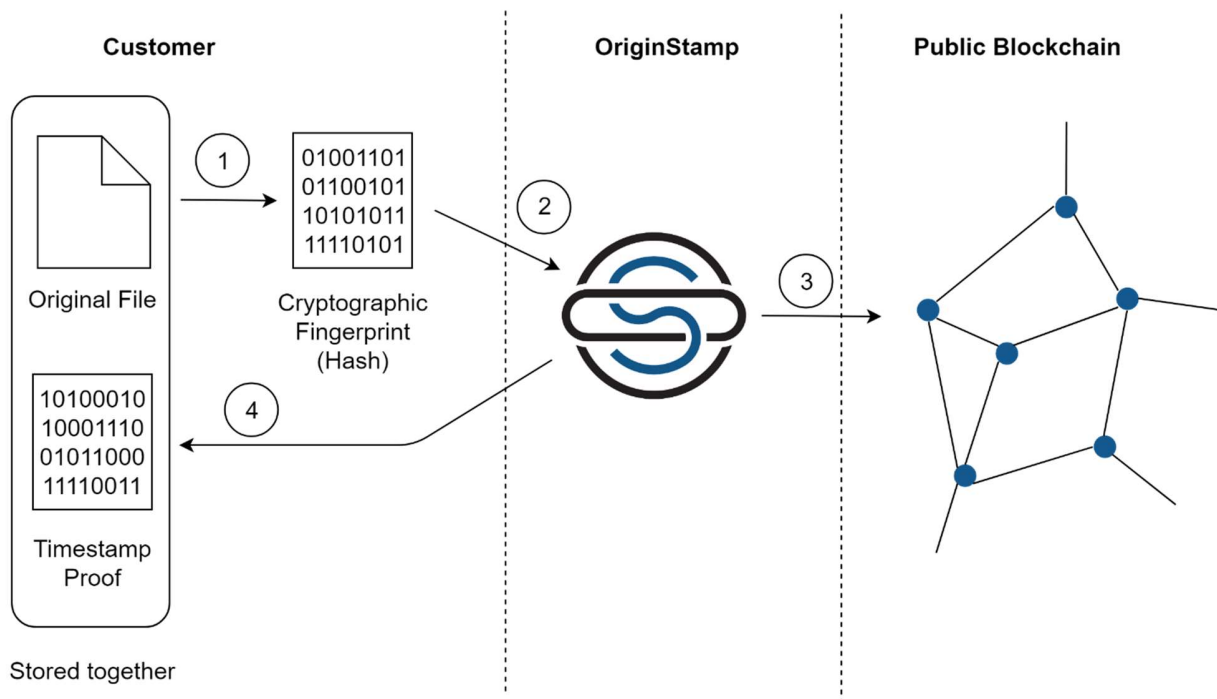 Customer
OriginStamp
Public Blockchain
1
01001101
01100101
10101011
11110101
2
3
Original File
Cryptographic
Fingerprint
(Hash)
10100010
10001110
01011000
11110011
4
Timestamp
Proof
Stored together